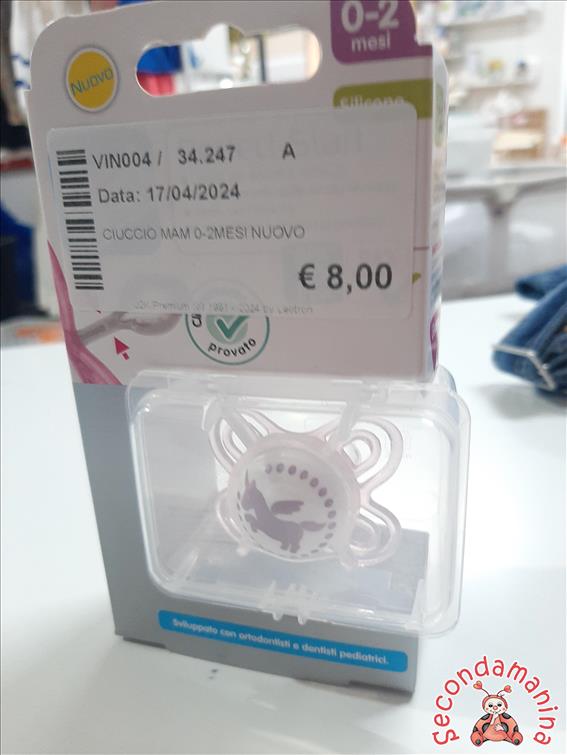 0-2
mesi
NUOVO
Silicone
VIN004 / 34.247 A
Data: 17/04/2024
CIUCCIO MAM 0-2MESI NUOVO
€ 8,00
provato
Sviluppato con ortodontisti e dentisti pediatrici.
Secondamanina